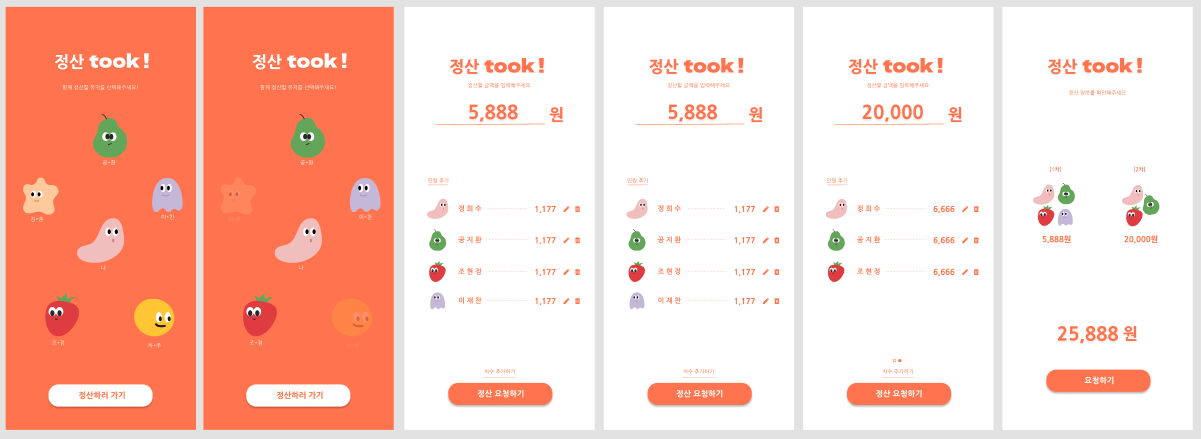 정산 took!
함께 정산할 유저를 선택해주세요!
공*환
김*훈
이*찬
나
조*정
정산하러 가기
정산 took!
함께 정산할 유저를 선택해주세요!
공*환
이*찬
나
조*정
정산하러 가기
정산 took!
정산할 금액을 입력해주세요
5,888 원
인원 추가
정희수 1,177
공지환 1,177
조현정 1,177
이재찬 1,177
차수 추가하기
정산 요청하기
정산 took!
정산할 금액을 입력해주세요
5,888 원
인원 추가
정희수 1,177
공지환 1,177
조현정 1,177
이재찬 1,177
차수 추가하기
정산 요청하기
정산 took!
정산할 금액을 입력해주세요
20,000 원
인원 추가
정희수 6,666
공지환 6,666
조현정 6,666
차수 추가하기
정산 요청하기
정산 took!
정산 정보를 확인해주세요
[1차]
[2차]
5,888원
20,000원
25,888 원
요청하기